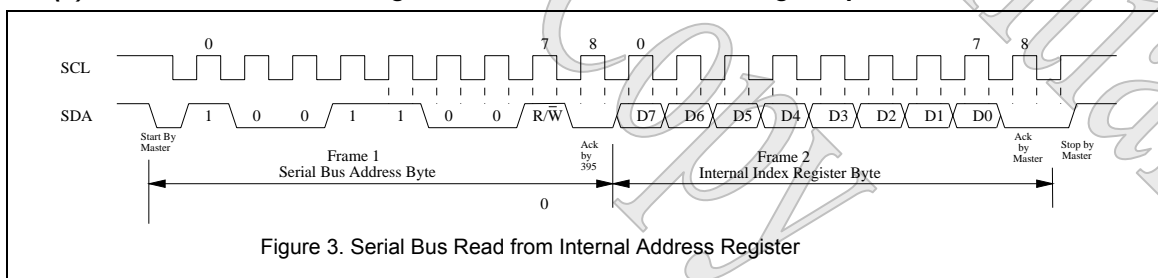 0 7 8 0 7 8
SCL
SDA 1 0 0 1 1 0 0 R/W̅ D7 D6 D5 D4 D3 D2 D1 D0
Start By
Master
Ack
by
395
Ack
by
Master
Stop by
Master
Frame 1
Serial Bus Address Byte
Frame 2
Internal Index Register Byte
0
Figure 3. Serial Bus Read from Internal Address Register
Copy